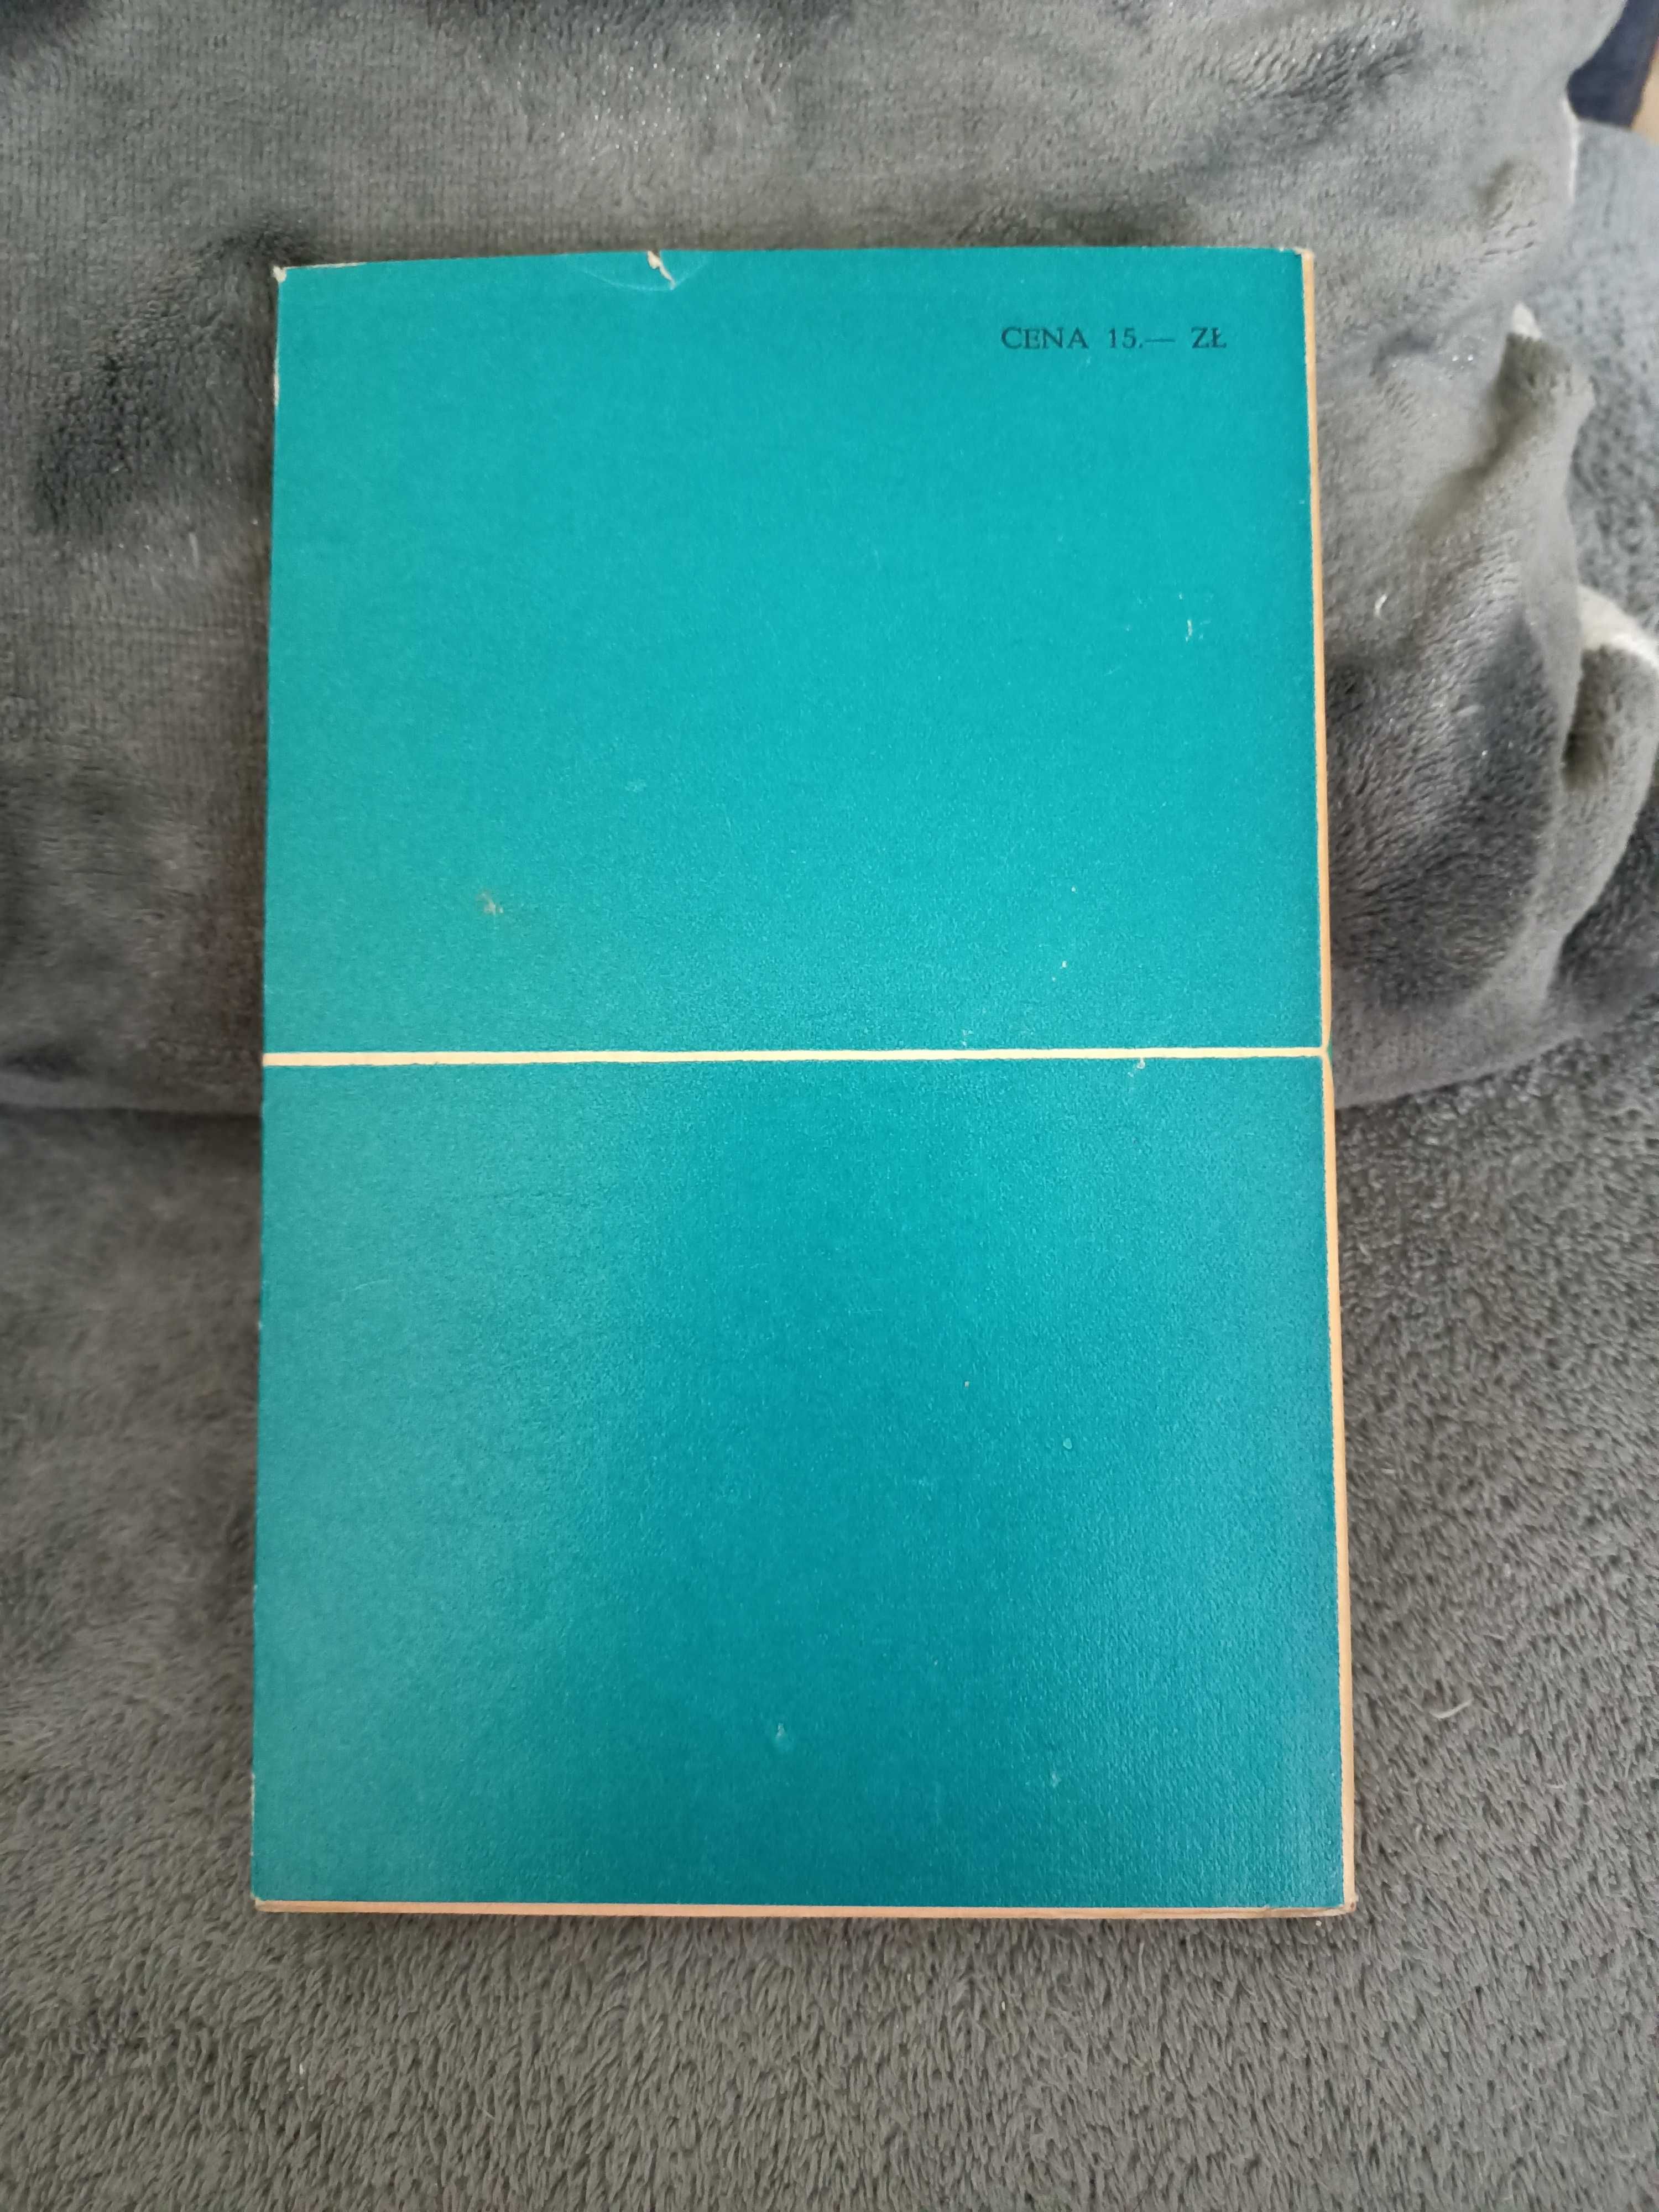 CENA 15.— ZŁ